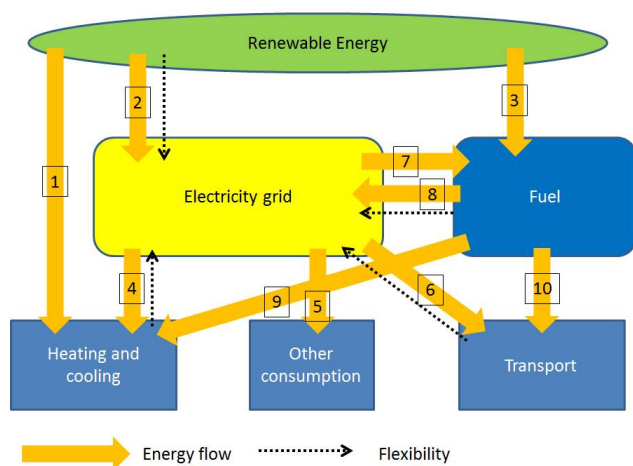 Renewable Energy
2
3
1
7
Electricity grid
8
Fuel
4
9
5
6
10
Heating and
cooling
Other
consumption
Transport
Energy flow
Flexibility